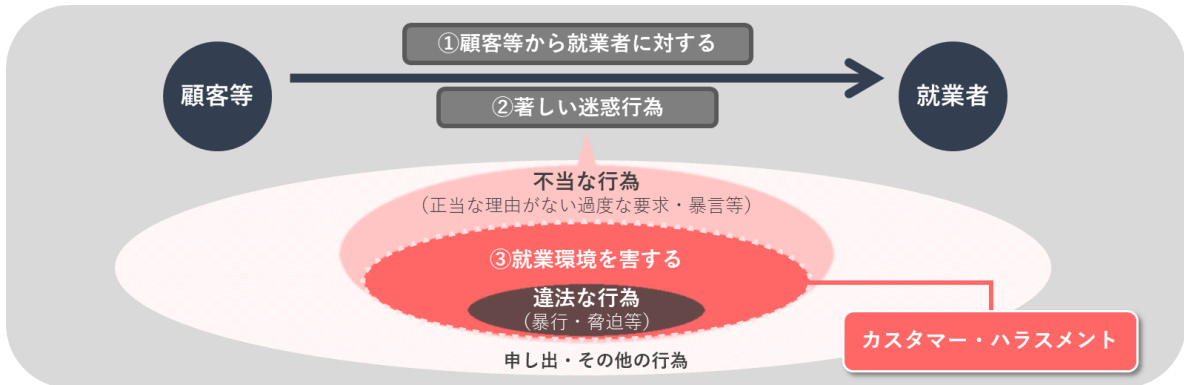 ①顧客等から就業者に対する
顧客等
就業者
②著しい迷惑行為
不当な行為
（正当な理由がない過度な要求・暴言等）
③就業環境を害する
違法な行為
（暴行・脅迫等）
カスタマー・ハラスメント
申し出・その他の行為